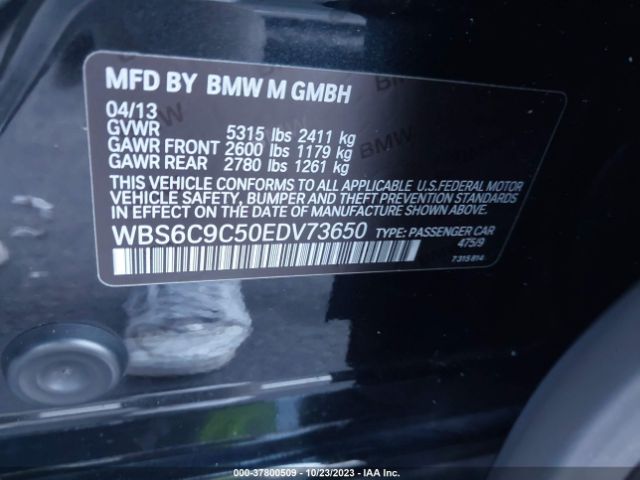 MFD BY BMW M GMBH
04/13
GVWR 5315 lbs 2411 kg
GAWR FRONT 2600 lbs 1179 kg
GAWR REAR 2780 lbs 1261 kg
THIS VEHICLE CONFORMS TO ALL APPLICABLE U.S. FEDERAL MOTOR
VEHICLE SAFETY, BUMPER AND THEFT PREVENTION STANDARDS
IN EFFECT ON THE DATE OF MANUFACTURE SHOWN ABOVE.
WBS6C9C50EDV73650 TYPE: PASSENGER CAR
475/9
7 315 814
000-37800509 - 10/23/2023 - IAA Inc.